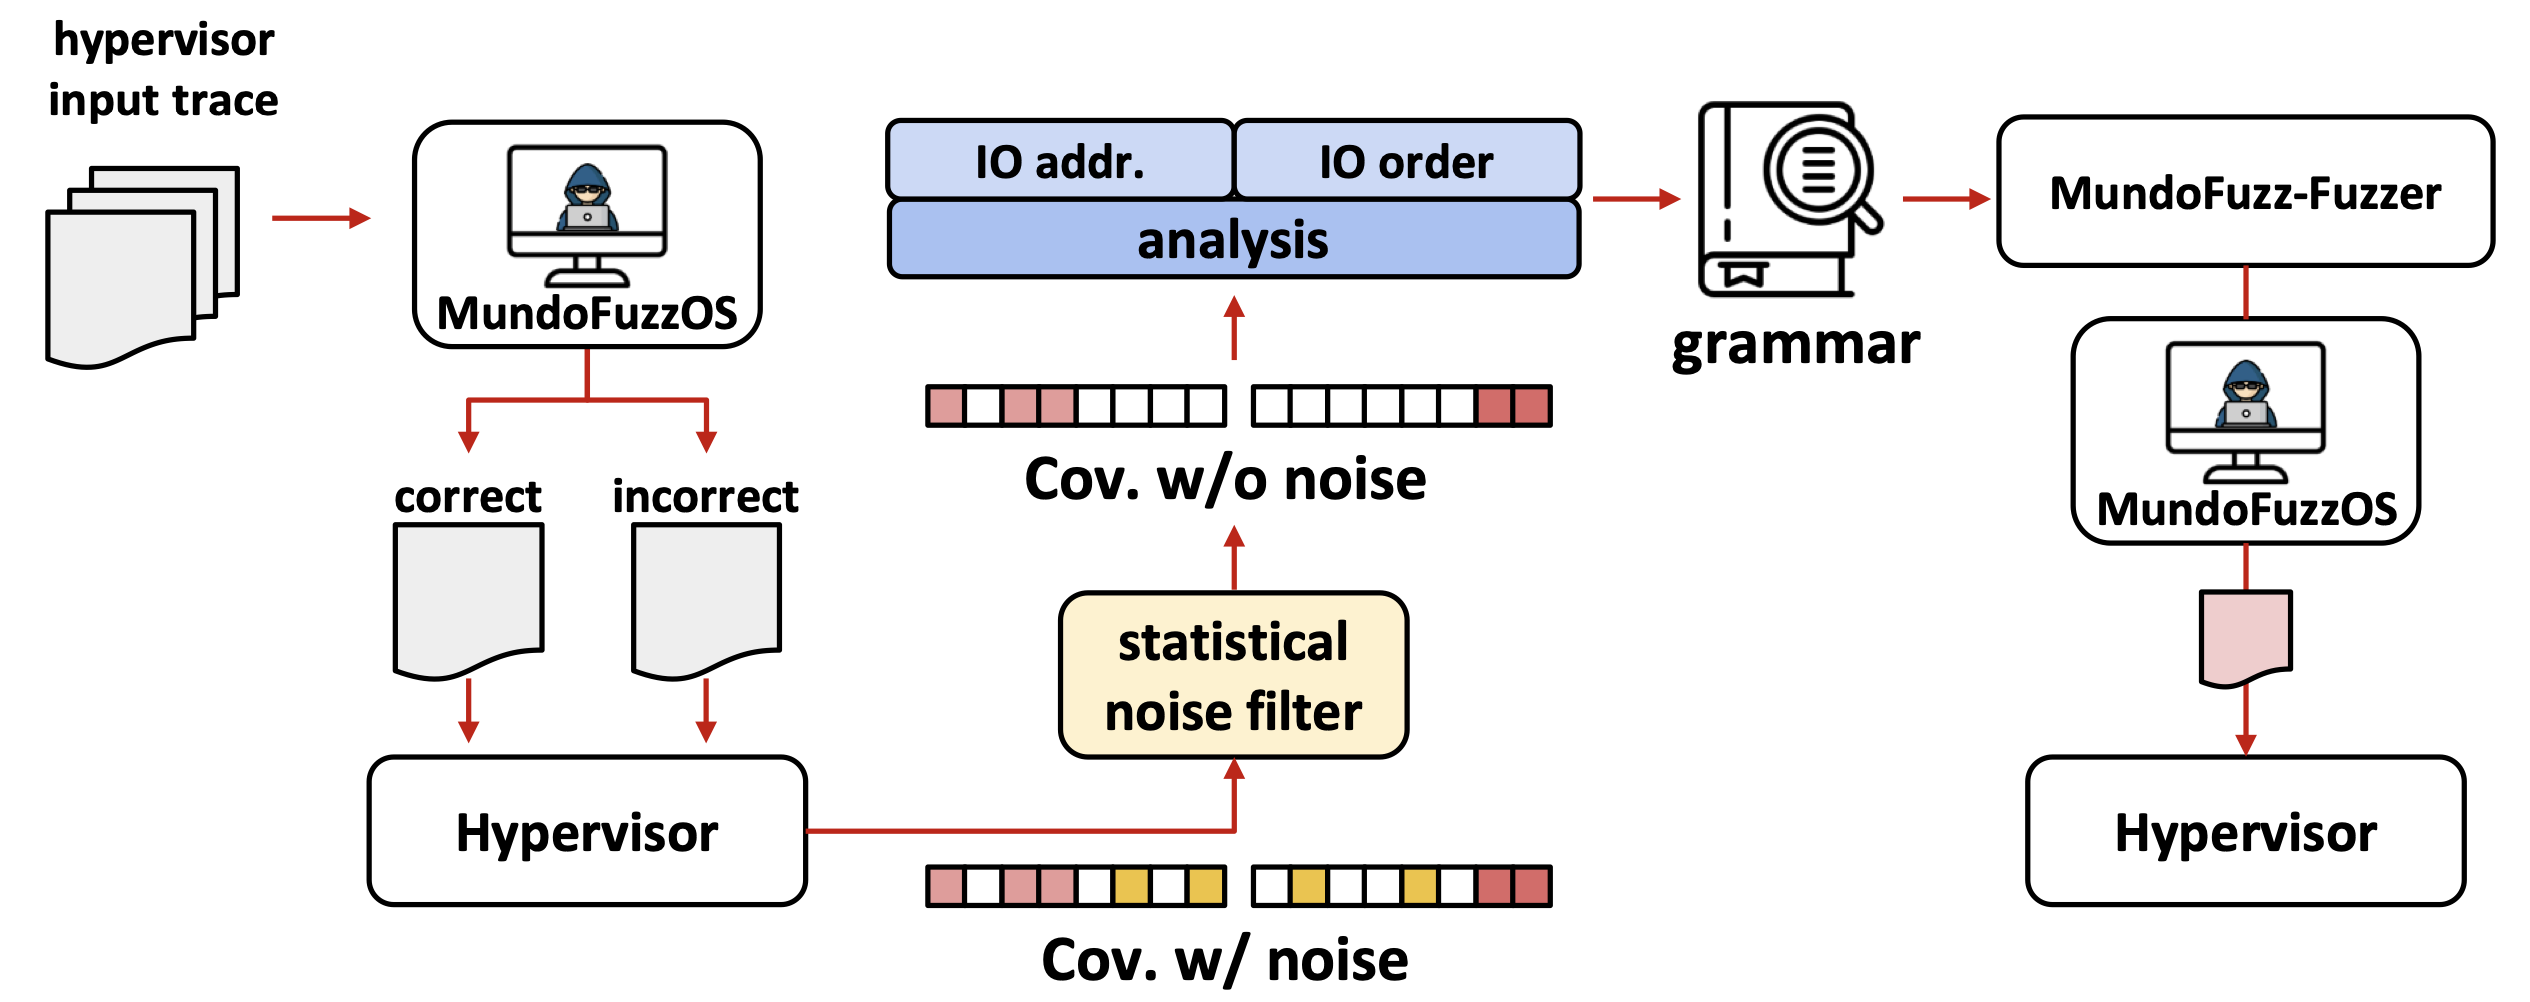 hypervisor
input trace
MundoFuzzOS
correct
incorrect
Hypervisor
IO addr.
IO order
analysis
Cov. w/o noise
statistical
noise filter
Cov. w/ noise
grammar
MundoFuzz-Fuzzer
MundoFuzzOS
Hypervisor